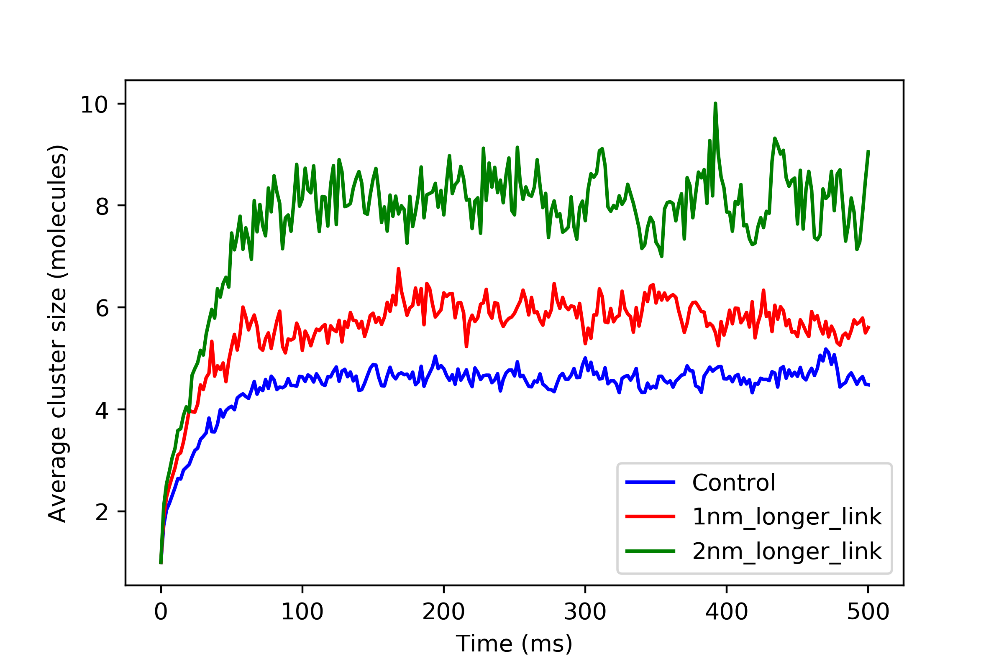 Average cluster size (molecules)
10
8
6
4
2
Control
1nm_longer_link
2nm_longer_link
0 100 200 300 400 500
Time (ms)